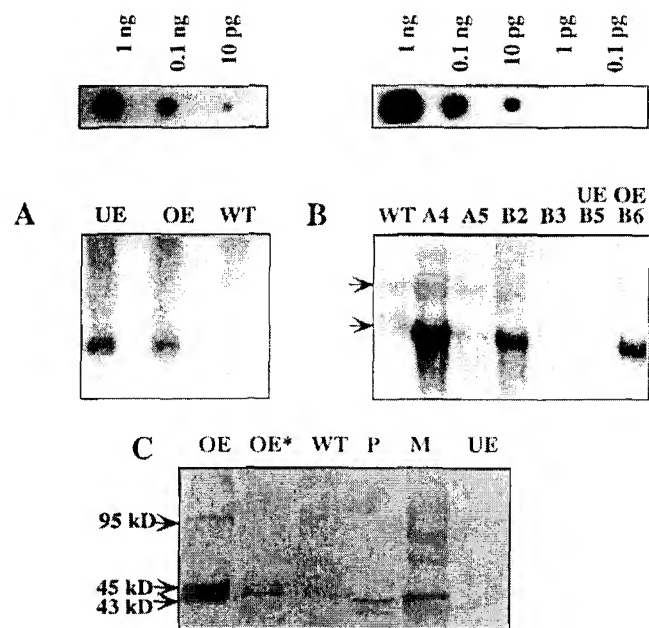 1 ng 0.1 ng 10 pg
1 ng 0.1 ng 10 pg 1 pg 0.1 pg
A
UE OE WT
B
UE OE
WT A4 A5 B2 B3 B5 B6
C
OE OE* WT P M UE
95 kD
45 kD
43 kD